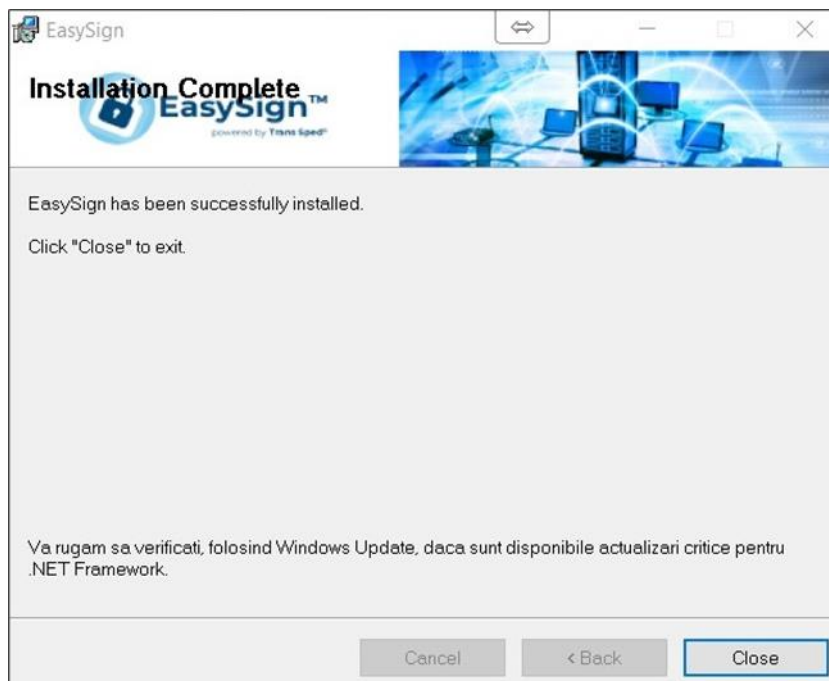 EasySign
Installation Complete
EasySign™
powered by Trans Sped®
EasySign has been successfully installed.
Click "Close" to exit.
Va rugam sa verificati, folosind Windows Update, daca sunt disponibile actualizari critice pentru
.NET Framework.
Cancel
< Back
Close